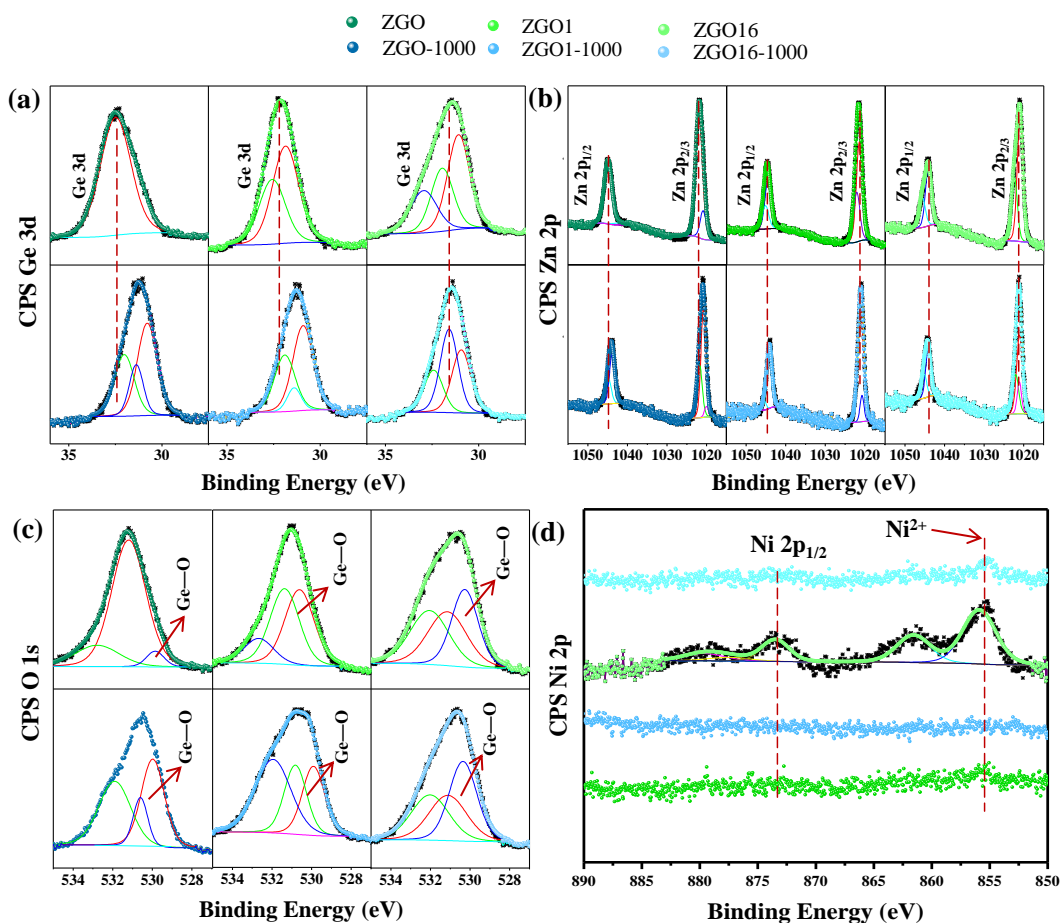 ZGO ZGO1 ZGO16
ZGO-1000 ZGO1-1000 ZGO16-1000
(a)
CPS Ge 3d
Ge 3d
Ge 3d
Ge 3d
35 30 35 30 35 30
Binding Energy (eV)
(b)
CPS Zn 2p
Zn 2p1/2
Zn 2p2/3
Zn 2p1/2
Zn 2p2/3
Zn 2p1/2
Zn 2p2/3
1050 1040 1030 1020 1050 1040 1030 1020 1050 1040 1030 1020
Binding Energy (eV)
(c)
CPS O 1s
Ge—O
Ge—O
Ge—O
Ge—O
Ge—O
Ge—O
534 532 530 528 534 532 530 528 534 532 530 528
Binding Energy (eV)
(d)
CPS Ni 2p
Ni 2p1/2
Ni2+
890 885 880 875 870 865 860 855 850
Binding Energy (eV)